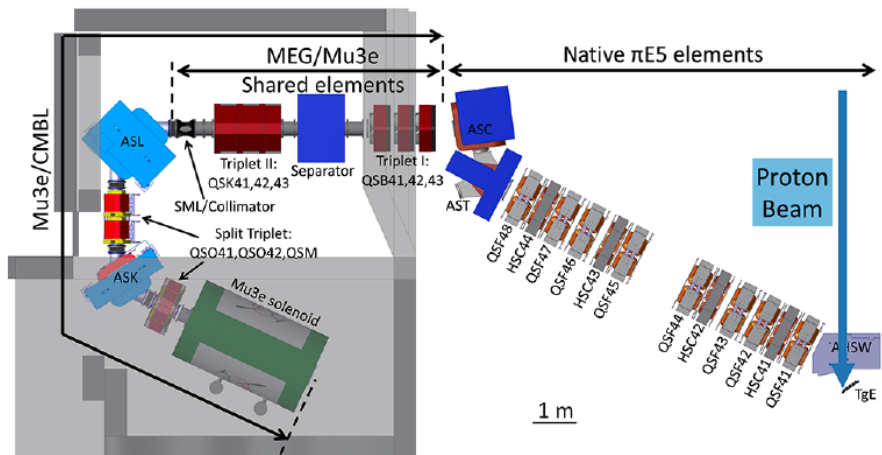 MEG/Mu3e
Shared elements
Native πE5 elements
Mu3e/CMBL
ASL
ASC
Triplet II:
QSK41,42,43
Separator
Triplet I:
QSB41,42,43
SML/Collimator
AST
Proton
Beam
Split Triplet:
QSO41,QSO42,QSM
ASK
Mu3e solenoid
QSF48
HSC44
QSF47
QSF46
HSC43
QSF45
QSF44
HSC42
QSF43
QSF42
HSC41
QSF41
AHSW
TgE
1 m